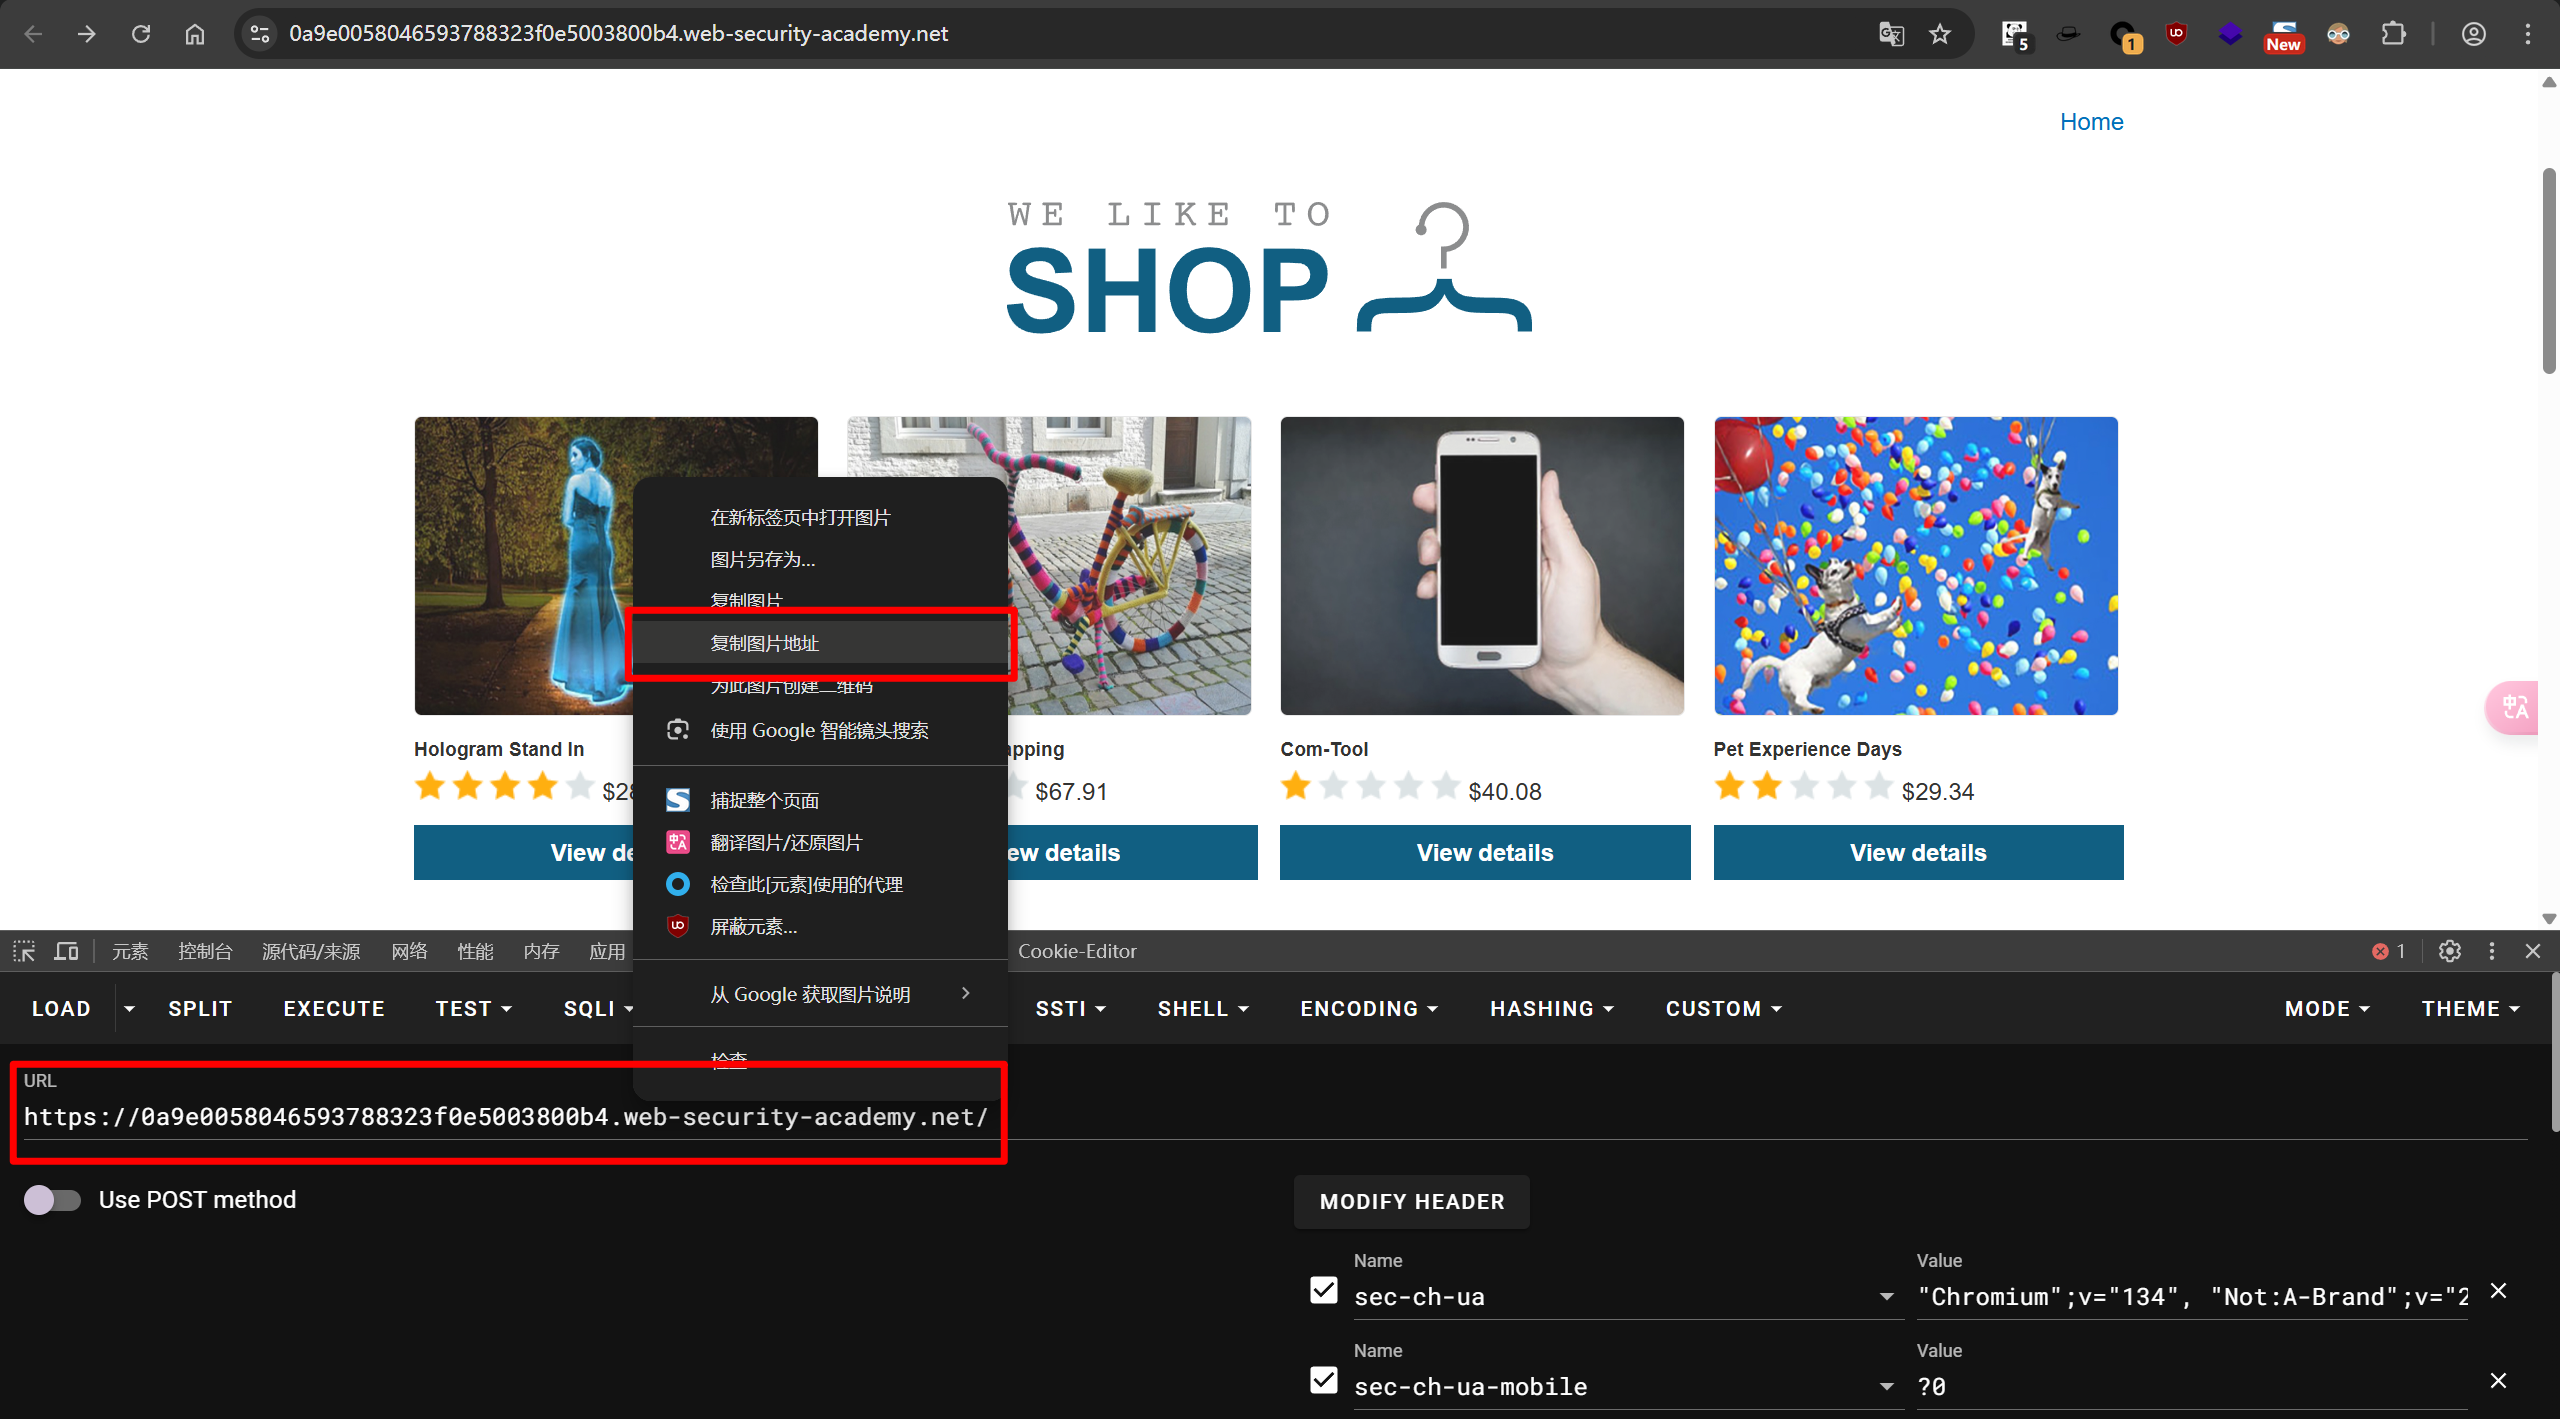 0a9e0058046593788323f0e5003800b4.web-security-academy.net
5
1
New
Home
WE LIKE TO
SHOP
在新标签页中打开图片
图片另存为...
复制图片
复制图片地址
为此图片创建二维码
使用 Google 智能镜头搜索
捕捉整个页面
翻译图片/还原图片
检查此[元素]使用的代理
屏蔽元素...
从 Google 获取图片说明
检查
Hologram Stand In
apping
Com-Tool
Pet Experience Days
$28
$67.91
$40.08
$29.34
View de
ew details
View details
View details
元素 控制台 源代码/来源 网络 性能 内存 应用 Cookie-Editor 1
LOAD SPLIT EXECUTE TEST SQLI SSTI SHELL ENCODING HASHING CUSTOM MODE THEME
URL
https://0a9e0058046593788323f0e5003800b4.web-security-academy.net/
Use POST method
MODIFY HEADER
Name Value
sec-ch-ua "Chromium";v="134", "Not:A-Brand";v="2
Name Value
sec-ch-ua-mobile ?0